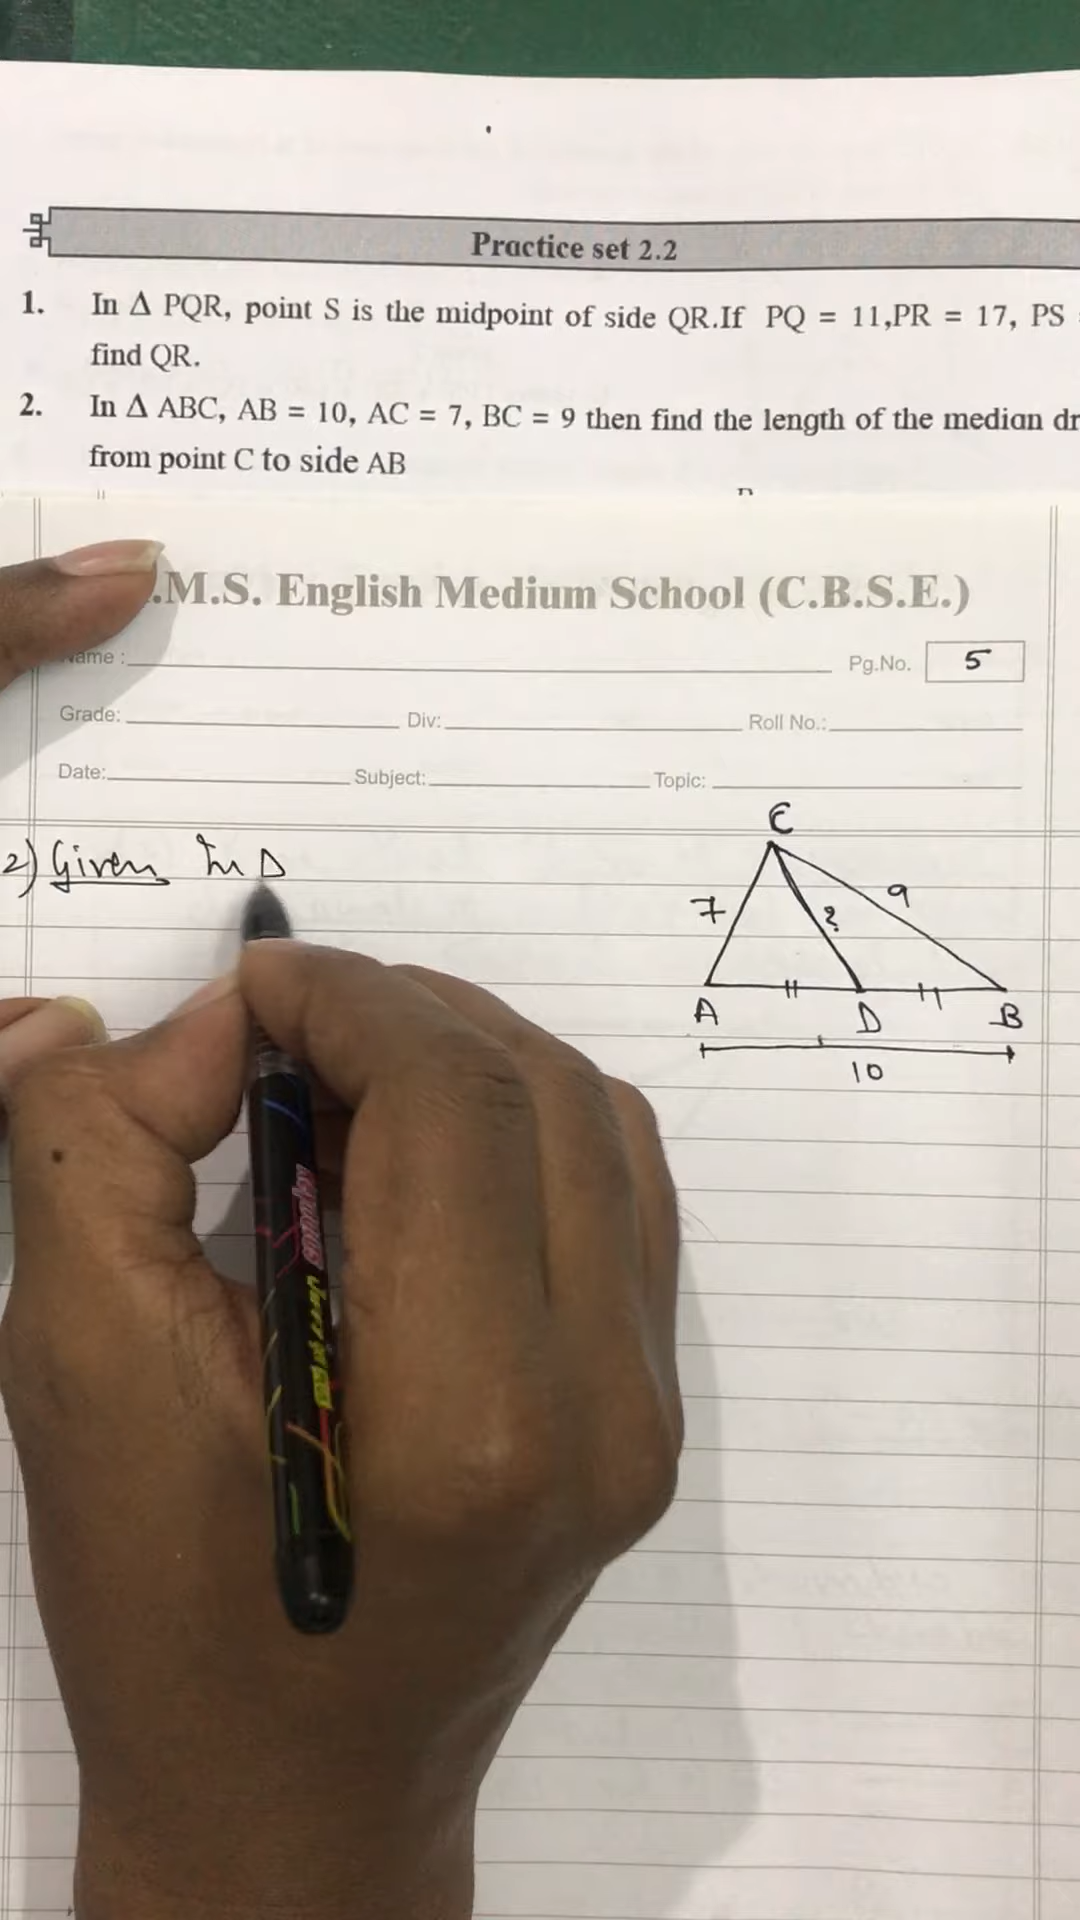 Practice set 2.2
1. In Δ PQR, point S is the midpoint of side QR.If PQ = 11,PR = 17, PS
find QR.
2. In Δ ABC, AB = 10, AC = 7, BC = 9 then find the length of the median dr
from point C to side AB
.M.S. English Medium School (C.B.S.E.)
Name : Pg.No. 5
Grade: Div: Roll No.:
Date: Subject: Topic:
2) Given In Δ
C
7 ? 9
A D B
10